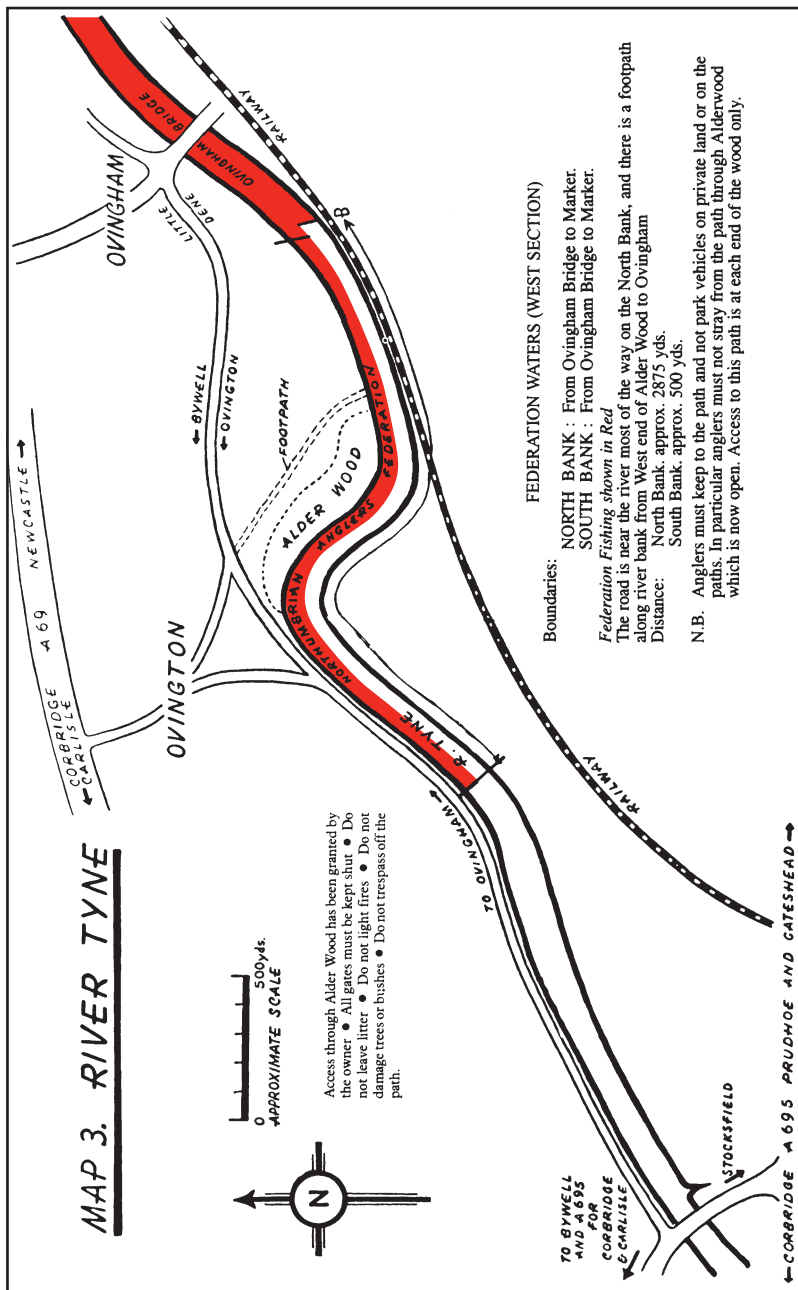 MAP 3. RIVER TYNE
0 500yds.
APPROXIMATE SCALE
N
Access through Alder Wood has been granted by
the owner ● All gates must be kept shut ● Do
not leave litter ● Do not light fires ● Do not
damage trees or bushes ● Do not trespass off the
path.
CORBRIDGE
CARLISLE
A69 NEWCASTLE →
←
OVINGTON
OVINGHAM
← BYWELL
← OVINGTON
LITTLE
DENE
OVINGHAM
BRIDGE
RAILWAY
FOOTPATH
ALDER WOOD
NORTHUMBRIAN ANGLERS FEDERATION
R. TYNE
A
B
TO OVINGHAM →
RAILWAY
TO BYWELL
AND A695
FOR
CORBRIDGE
& CARLISLE
STOCKSFIELD
← CORBRIDGE A695 PRUDHOE AND GATESHEAD →
FEDERATION WATERS (WEST SECTION)
Boundaries:
NORTH BANK : From Ovingham Bridge to Marker.
SOUTH BANK : From Ovingham Bridge to Marker.
Federation Fishing shown in Red
The road is near the river most of the way on the North Bank, and there is a footpath
along river bank from West end of Alder Wood to Ovingham
Distance: North Bank. approx. 2875 yds.
South Bank. approx. 500 yds.
N.B. Anglers must keep to the path and not park vehicles on private land or on the
paths. In particular anglers must not stray from the path through Alderwood
which is now open. Access to this path is at each end of the wood only.